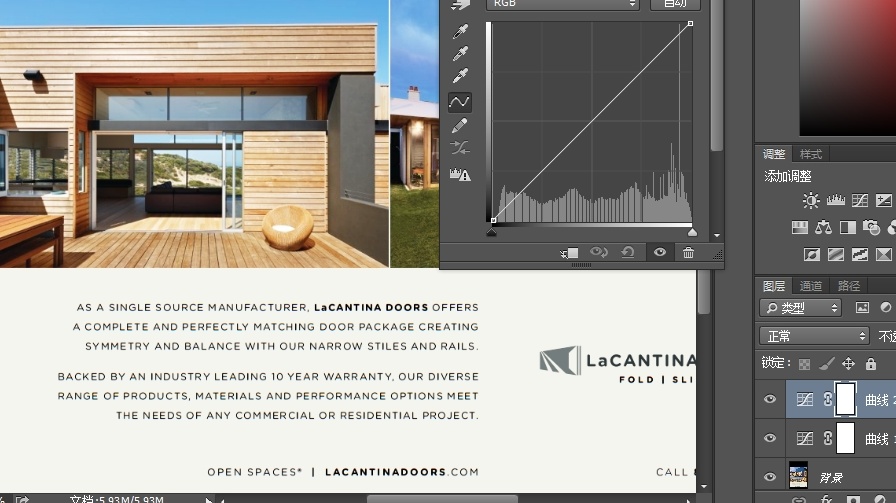 RGB
自动
调整
样式
添加调整
AS A SINGLE SOURCE MANUFACTURER, LaCANTINA DOORS OFFERS
A COMPLETE AND PERFECTLY MATCHING DOOR PACKAGE CREATING
SYMMETRY AND BALANCE WITH OUR NARROW STILES AND RAILS.
BACKED BY AN INDUSTRY LEADING 10 YEAR WARRANTY, OUR DIVERSE
RANGE OF PRODUCTS, MATERIALS AND PERFORMANCE OPTIONS MEET
THE NEEDS OF ANY COMMERCIAL OR RESIDENTIAL PROJECT.
OPEN SPACES* | LACANTINADOORS.COM
LaCANTINA
FOLD | SLI
CALL
图层
通道
路径
类型
正常
不
锁定:
曲线 2
曲线
背景
% 文档:5.93M/5.93M